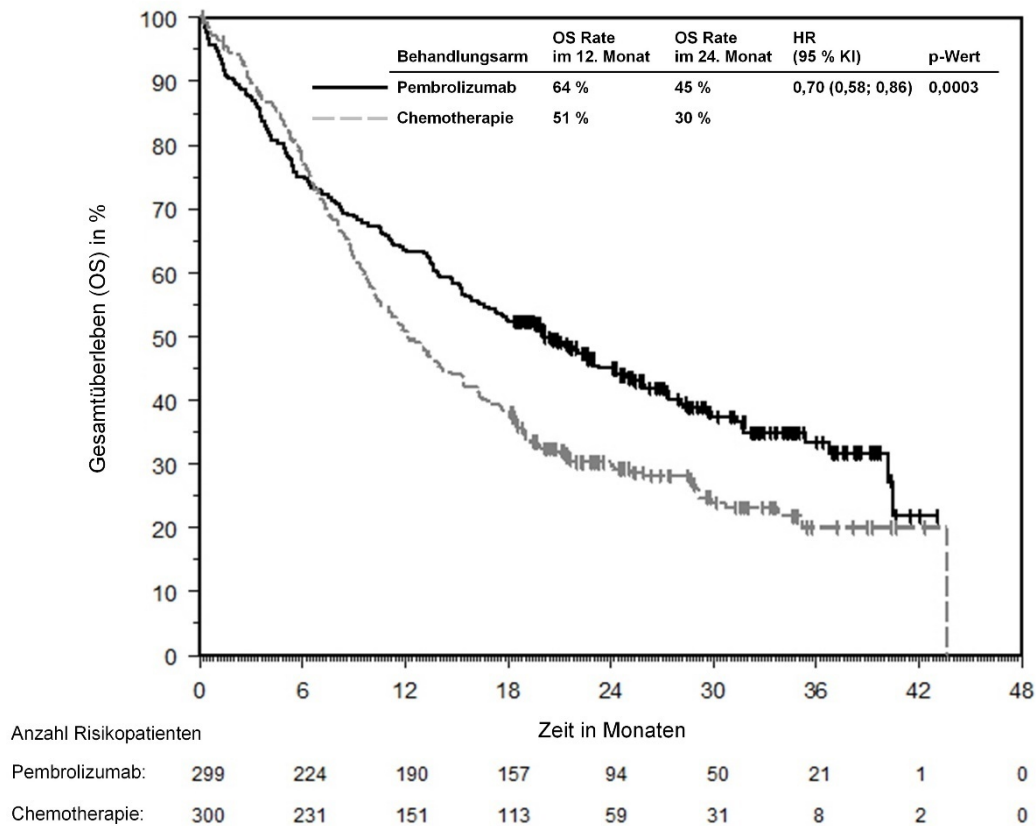 Gesamtüberleben (OS) in %
100
90
80
70
60
50
40
30
20
10
0
OS Rate OS Rate HR
Behandlungsarm im 12. Monat im 24. Monat (95 % KI) p-Wert
Pembrolizumab 64 % 45 % 0,70 (0,58; 0,86) 0,0003
Chemotherapie 51 % 30 %
0 6 12 18 24 30 36 42 48
Zeit in Monaten
Anzahl Risikopatienten
Pembrolizumab: 299 224 190 157 94 50 21 1 0
Chemotherapie: 300 231 151 113 59 31 8 2 0